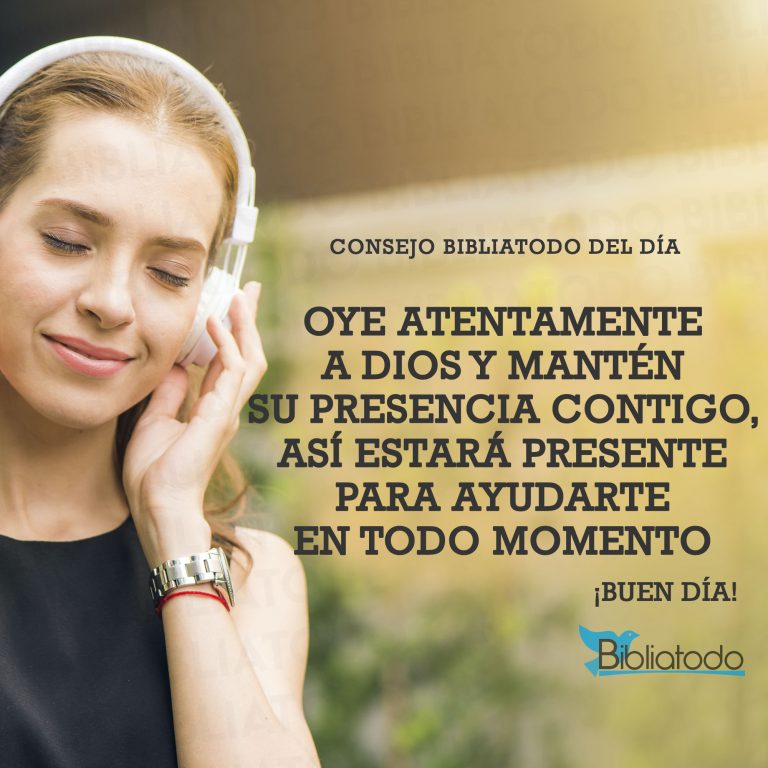 CONSEJO BIBLIATODO DEL DÍA
OYE ATENTAMENTE
A DIOS Y MANTÉN
SU PRESENCIA CONTIGO,
ASÍ ESTARÁ PRESENTE
PARA AYUDARTE
EN TODO MOMENTO
¡BUEN DÍA!
Bibliatodo